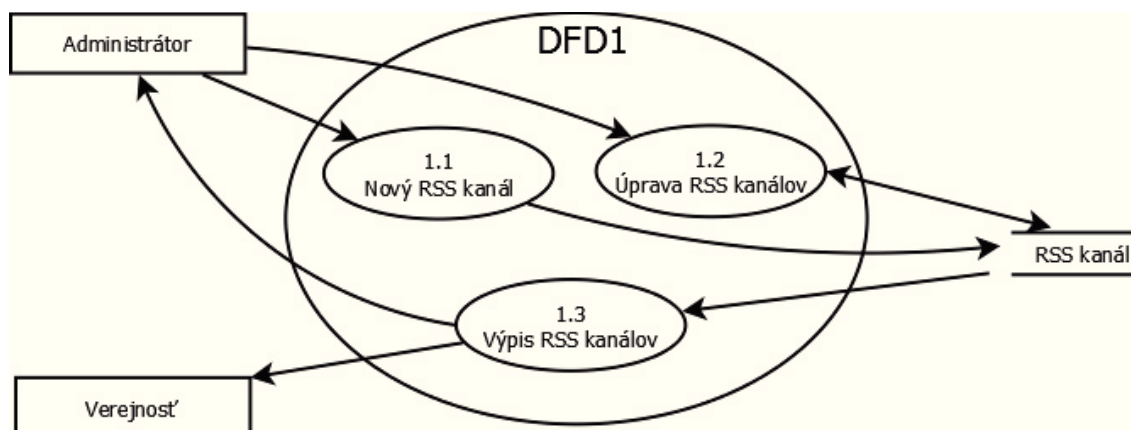 Administrátor
DFD1
1.1
Nový RSS kanál
1.2
Úprava RSS kanálov
RSS kanál
1.3
Výpis RSS kanálov
Verejnosť